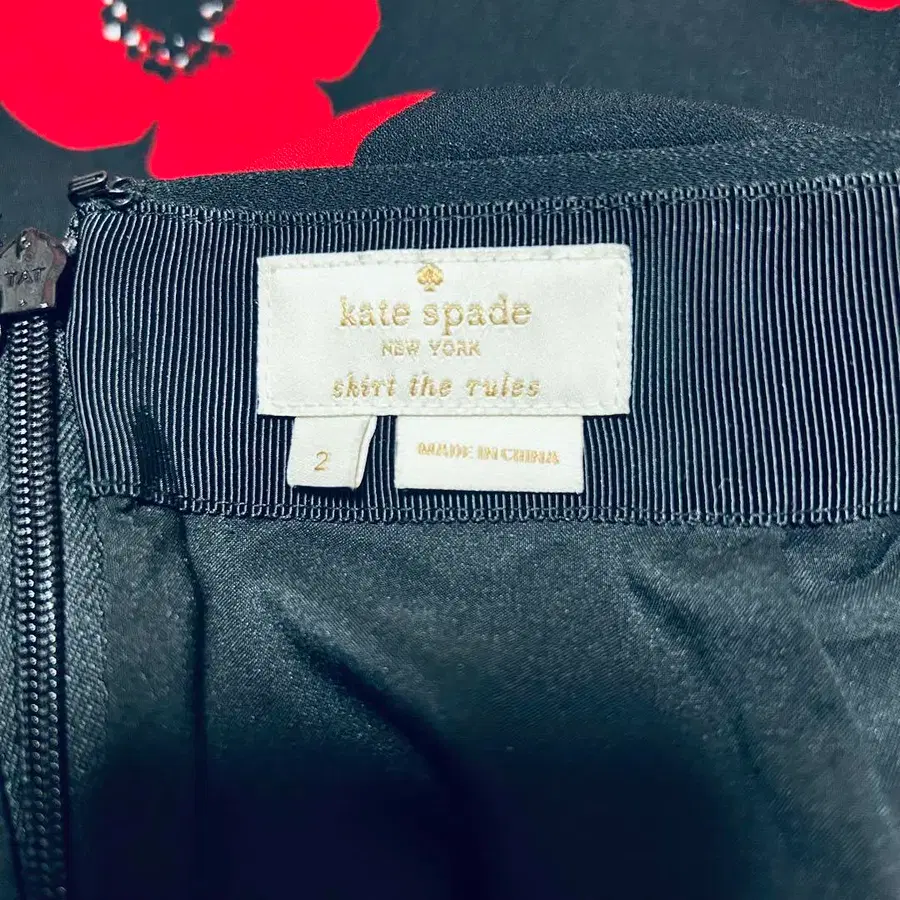 kate spade
NEW YORK
skirt the rules
2
MADE IN CHINA